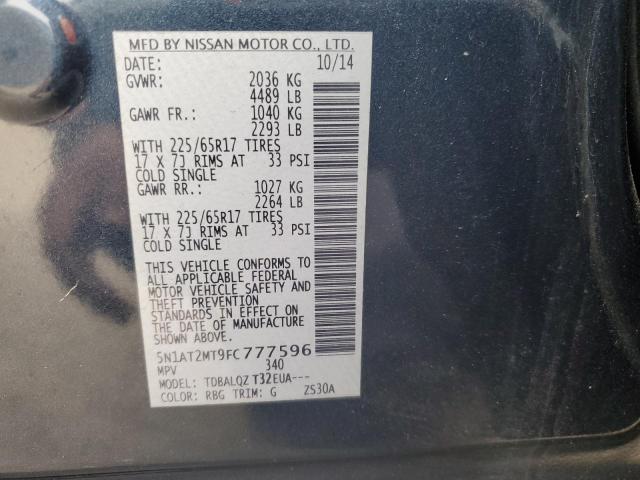 MFD BY NISSAN MOTOR CO., LTD.
DATE: 10/14
GVWR: 2036 KG
4489 LB
GAWR FR.: 1040 KG
2293 LB
WITH 225/65R17 TIRES
17 X 7J RIMS AT 33 PSI
COLD SINGLE
GAWR RR.: 1027 KG
2264 LB
WITH 225/65R17 TIRES
17 X 7J RIMS AT 33 PSI
COLD SINGLE
THIS VEHICLE CONFORMS TO
ALL APPLICABLE FEDERAL
MOTOR VEHICLE SAFETY AND
THEFT PREVENTION
STANDARDS IN EFFECT ON
THE DATE OF MANUFACTURE
SHOWN ABOVE.
5N1AT2MT9FC777596
MPV 340
MODEL: TDBALQZ T32EUA---
COLOR: RBG TRIM: G ZS30A